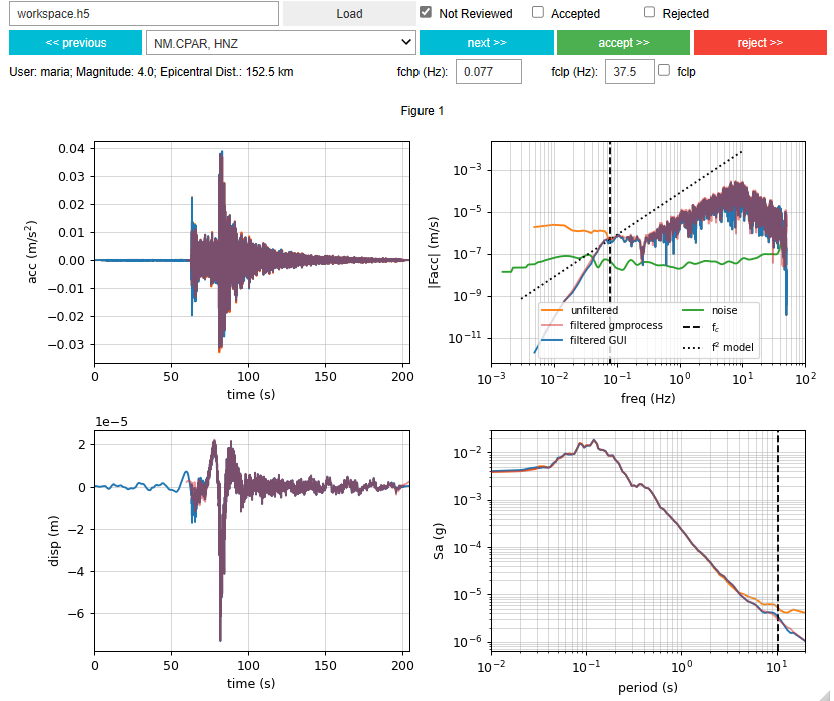 workspace.h5 Load Not Reviewed Accepted Rejected
<< previous NM.CPAR, HNZ next >> accept >> reject >>
User: maria; Magnitude: 4.0; Epicentral Dist.: 152.5 km fchp (Hz): 0.077 fclp (Hz): 37.5 fclp
Figure 1
0.04
0.03
0.02
0.01
0.00
−0.01
−0.02
−0.03
acc (m/s²)
0 50 100 150 200
time (s)
10⁻³
10⁻⁵
10⁻⁷
10⁻⁹
10⁻¹¹
|Facc| (m/s)
unfiltered
filtered gmprocess
filtered GUI
noise
f_c
f² model
10⁻³ 10⁻² 10⁻¹ 10⁰ 10¹ 10²
freq (Hz)
1e−5
2
0
−2
−4
−6
disp (m)
0 50 100 150 200
time (s)
10⁻²
10⁻³
10⁻⁴
10⁻⁵
10⁻⁶
Sa (g)
10⁻² 10⁻¹ 10⁰ 10¹
period (s)